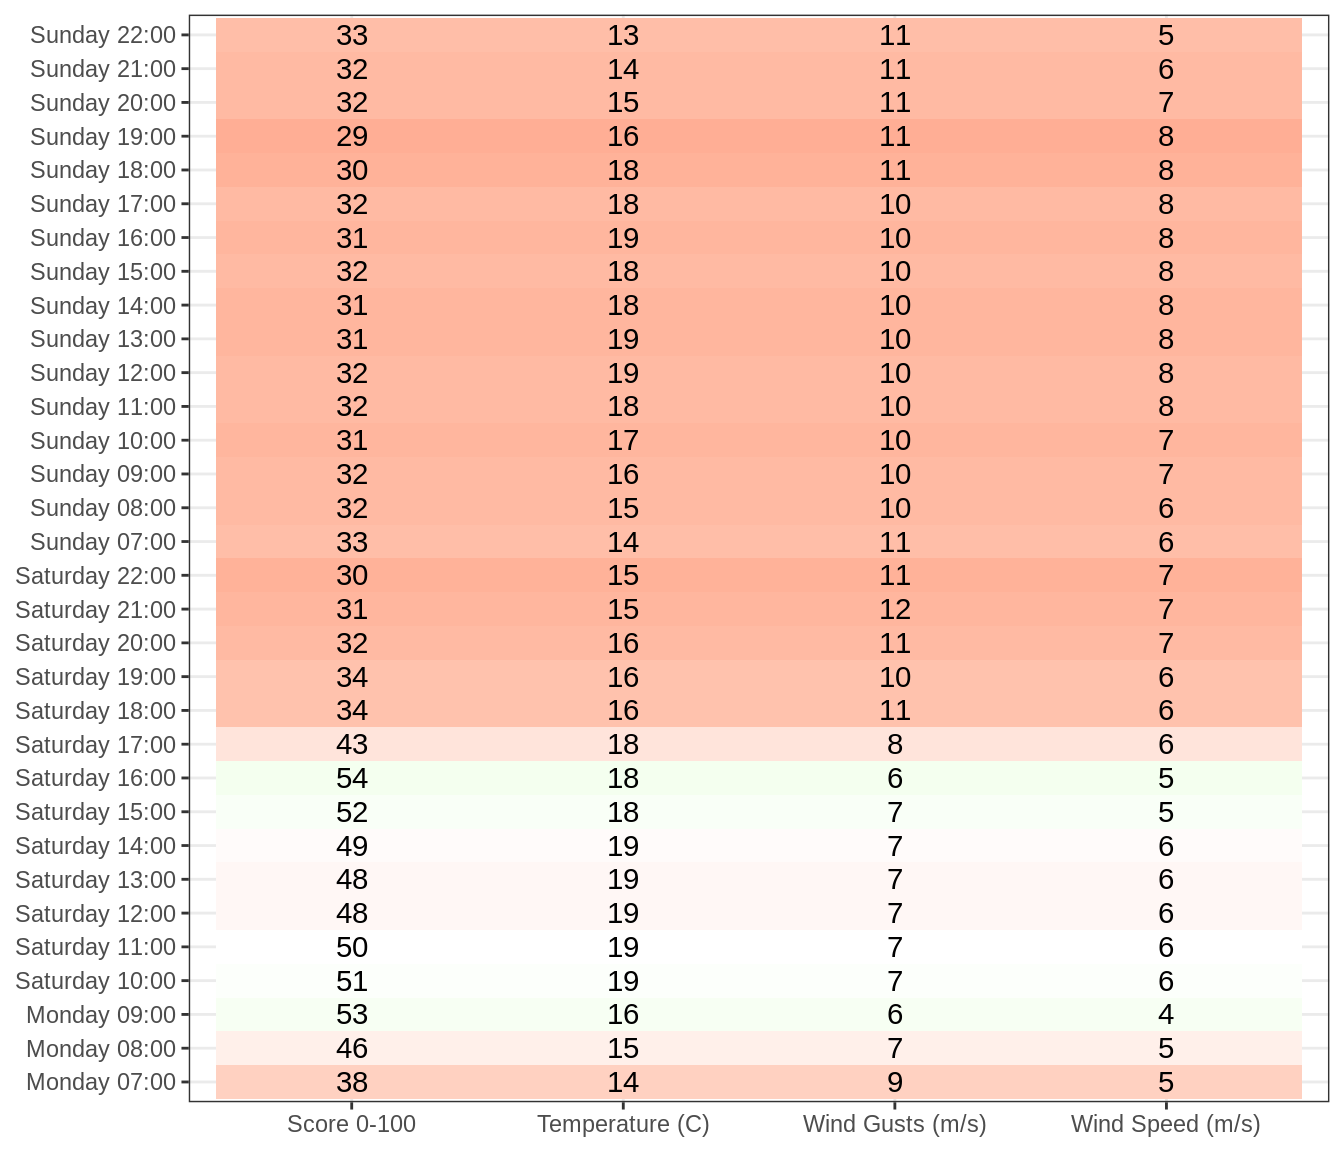 Sunday 22:00 33 13 11 5
Sunday 21:00 32 14 11 6
Sunday 20:00 32 15 11 7
Sunday 19:00 29 16 11 8
Sunday 18:00 30 18 11 8
Sunday 17:00 32 18 10 8
Sunday 16:00 31 19 10 8
Sunday 15:00 32 18 10 8
Sunday 14:00 31 18 10 8
Sunday 13:00 31 19 10 8
Sunday 12:00 32 19 10 8
Sunday 11:00 32 18 10 8
Sunday 10:00 31 17 10 7
Sunday 09:00 32 16 10 7
Sunday 08:00 32 15 10 6
Sunday 07:00 33 14 11 6
Saturday 22:00 30 15 11 7
Saturday 21:00 31 15 12 7
Saturday 20:00 32 16 11 7
Saturday 19:00 34 16 10 6
Saturday 18:00 34 16 11 6
Saturday 17:00 43 18 8 6
Saturday 16:00 54 18 6 5
Saturday 15:00 52 18 7 5
Saturday 14:00 49 19 7 6
Saturday 13:00 48 19 7 6
Saturday 12:00 48 19 7 6
Saturday 11:00 50 19 7 6
Saturday 10:00 51 19 7 6
Monday 09:00 53 16 6 4
Monday 08:00 46 15 7 5
Monday 07:00 38 14 9 5
Score 0-100 Temperature (C) Wind Gusts (m/s) Wind Speed (m/s)